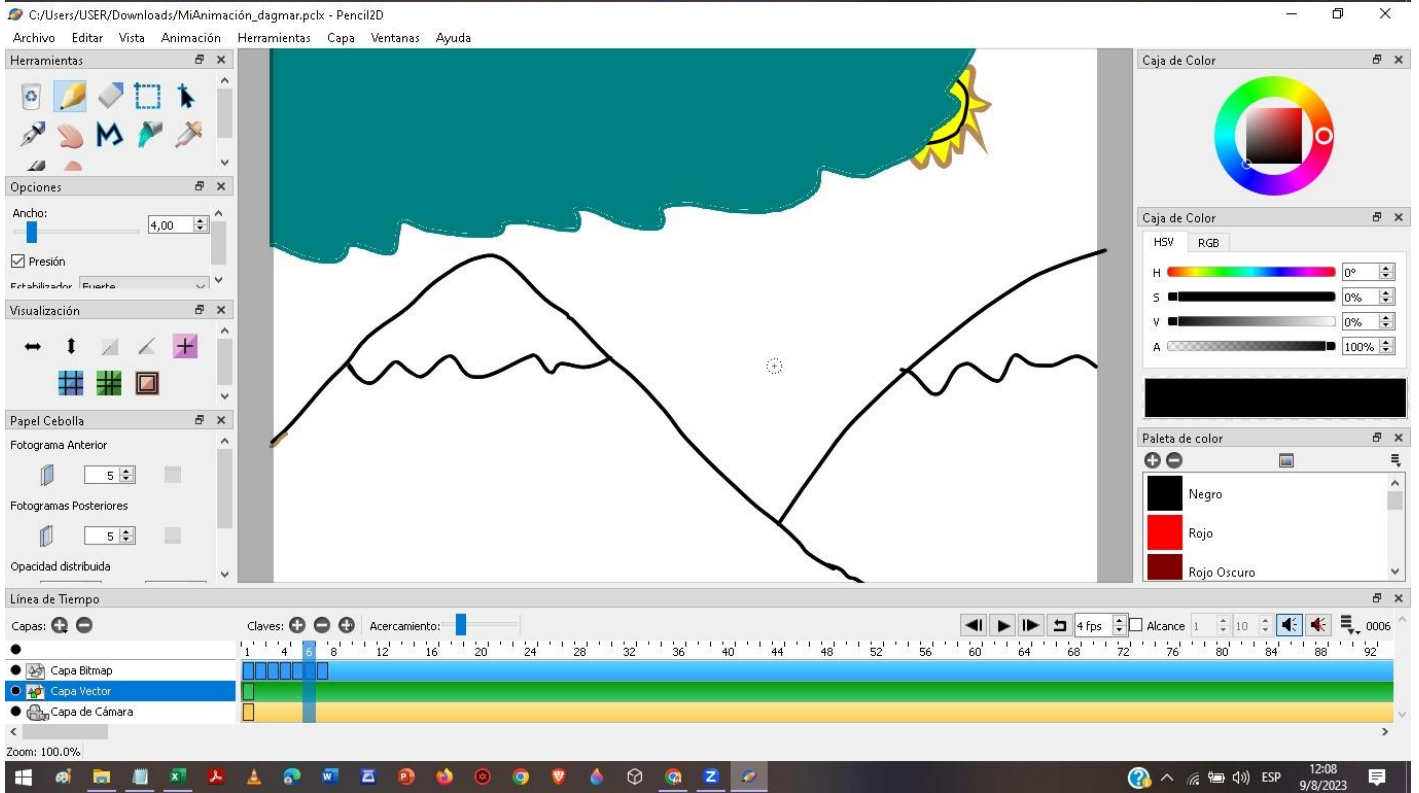 C:/Users/USER/Downloads/MiAnimación_dagmar.pclx - Pencil2D
Archivo Editar Vista Animación Herramientas Capa Ventanas Ayuda
Herramientas
Opciones
Ancho:
4,00
Presión
Estabilizador Fuerte
Visualización
Papel Cebolla
Fotograma Anterior
5
Fotogramas Posteriores
5
Opacidad distribuida
Caja de Color
Caja de Color
HSV RGB
H 0°
S 0%
V 0%
A 100%
Paleta de color
Negro
Rojo
Rojo Oscuro
Línea de Tiempo
Capas: Claves: Acercamiento: 4 fps Alcance 1 10 0006
1 4 6 8 12 16 20 24 28 32 36 40 44 48 52 56 60 64 68 72 76 80 84 88 92
Capa Bitmap
Capa Vector
Capa de Cámara
Zoom: 100.0%
ESP 12:08
9/8/2023